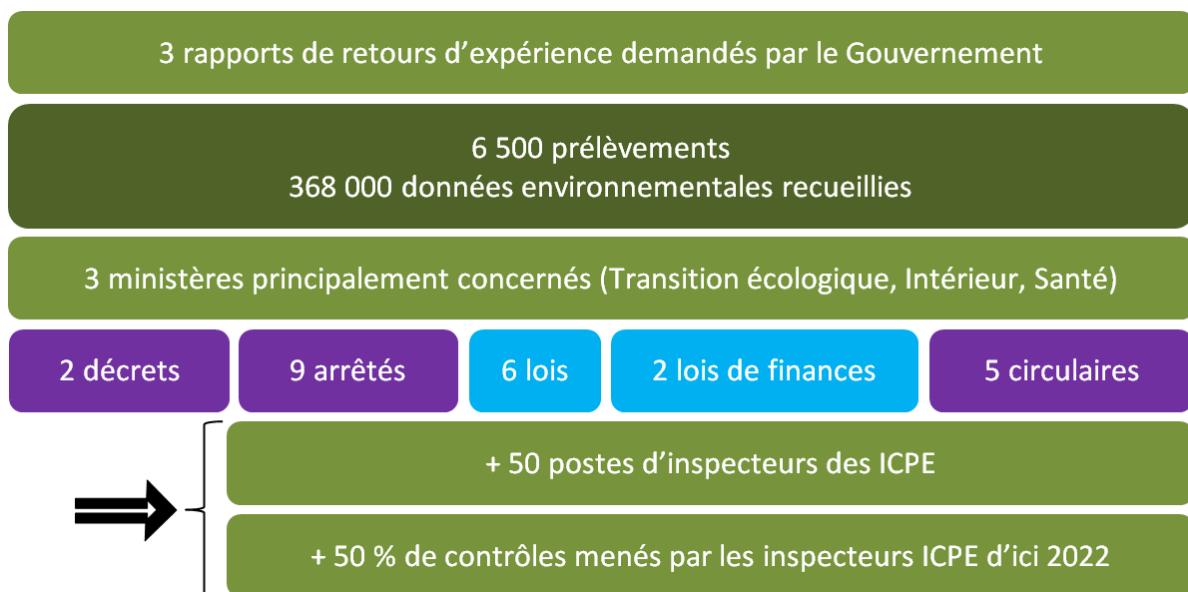 3 rapports de retours d’expérience demandés par le Gouvernement
6 500 prélèvements
368 000 données environnementales recueillies
3 ministères principalement concernés (Transition écologique, Intérieur, Santé)
2 décrets
9 arrêtés
6 lois
2 lois de finances
5 circulaires
+ 50 postes d’inspecteurs des ICPE
+ 50 % de contrôles menés par les inspecteurs ICPE d’ici 2022